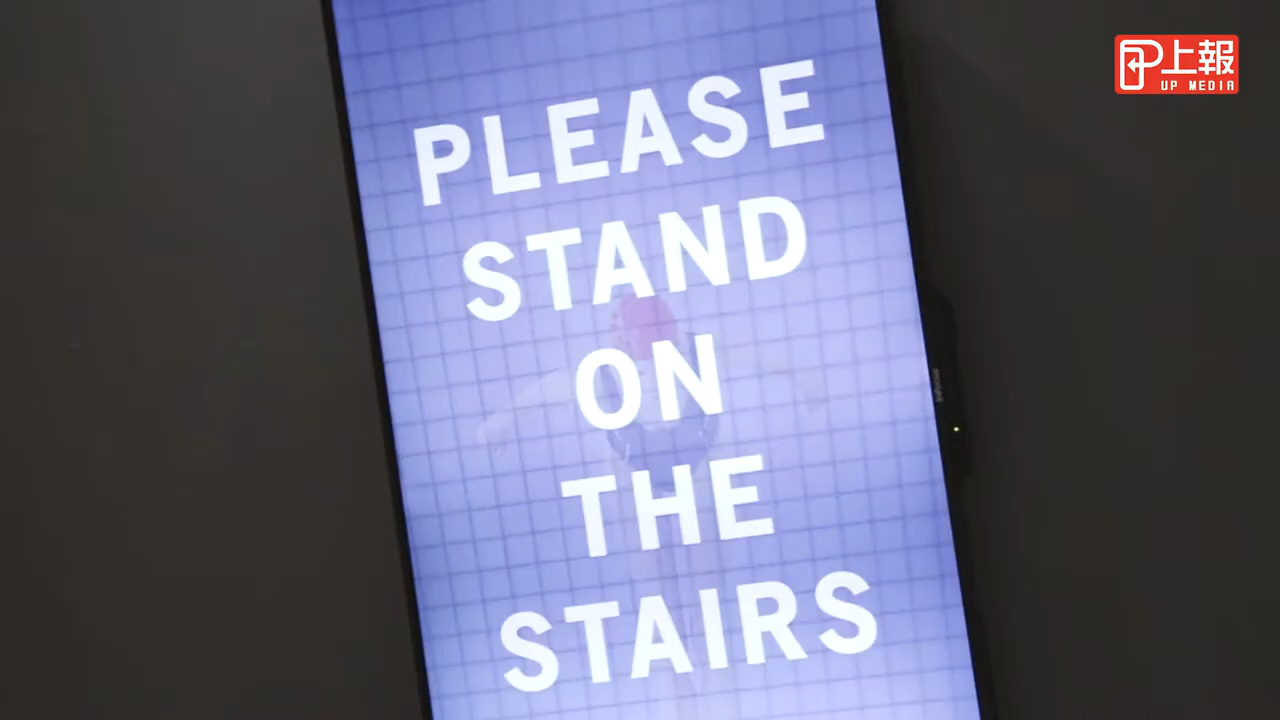 PLEASE
STAND
ON
THE
STAIRS
上報
UP MEDIA